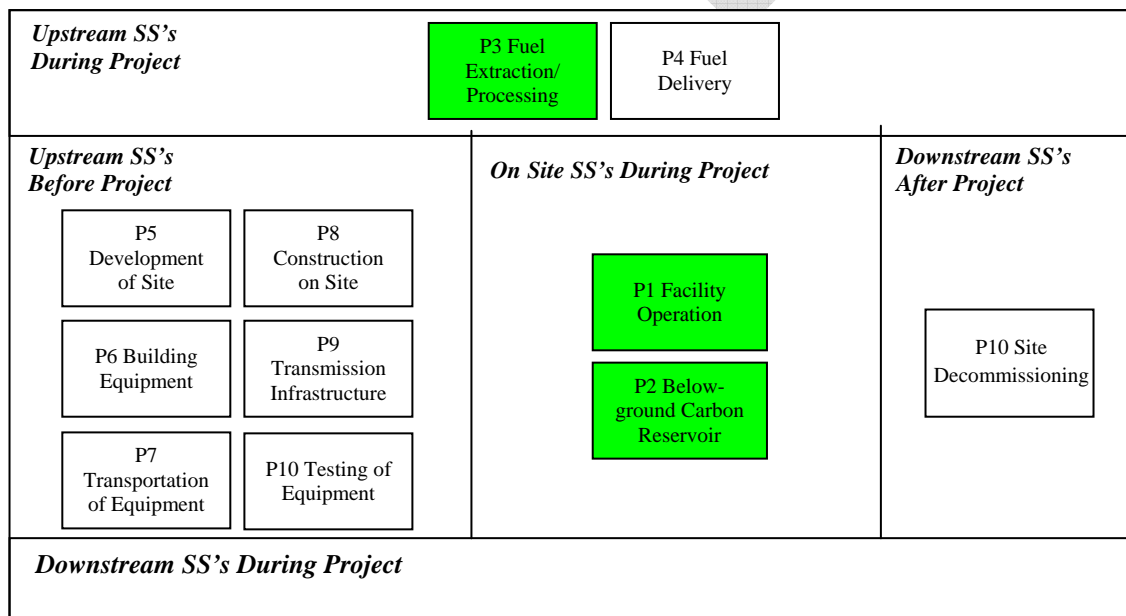 Upstream SS's
During Project
P3 Fuel
Extraction/
Processing
P4 Fuel
Delivery
Upstream SS's
Before Project
P5
Development
of Site
P8
Construction
on Site
P6 Building
Equipment
P9
Transmission
Infrastructure
P7
Transportation
of Equipment
P10 Testing of
Equipment
On Site SS's During Project
P1 Facility
Operation
P2 Below-
ground Carbon
Reservoir
Downstream SS's
After Project
P10 Site
Decommissioning
Downstream SS's During Project